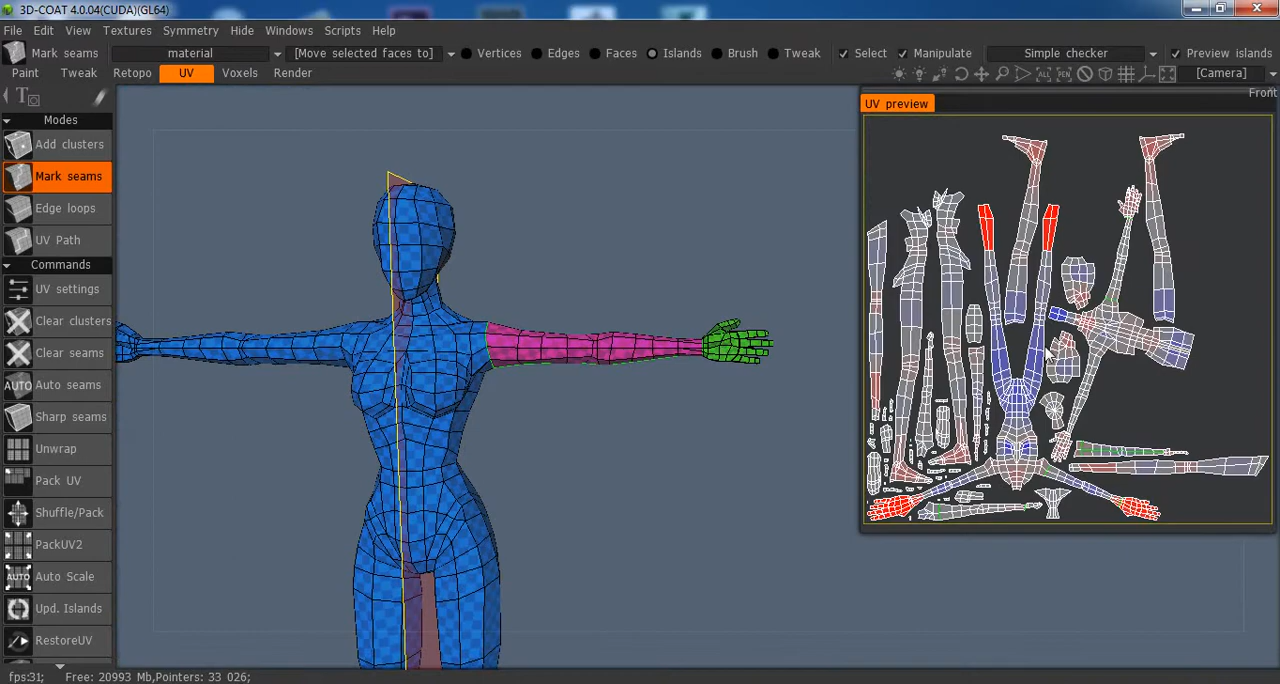 3D-COAT 4.0.04(CUDA)(GL64)
File Edit View Textures Symmetry Hide Windows Scripts Help
Mark seams material [Move selected faces to] Vertices Edges Faces Islands Brush Tweak Select Manipulate Simple checker Preview islands
Paint Tweak Retopo UV Voxels Render ALL PEN [Camera]
Front
UV preview
Modes
Add clusters
Mark seams
Edge loops
UV Path
Commands
UV settings
Clear clusters
Clear seams
AUTO Auto seams
Sharp seams
Unwrap
Pack UV
Shuffle/Pack
PackUV2
AUTO Auto Scale
Upd. Islands
RestoreUV
fps:31; Free: 20993 Mb,Pointers: 33 026;